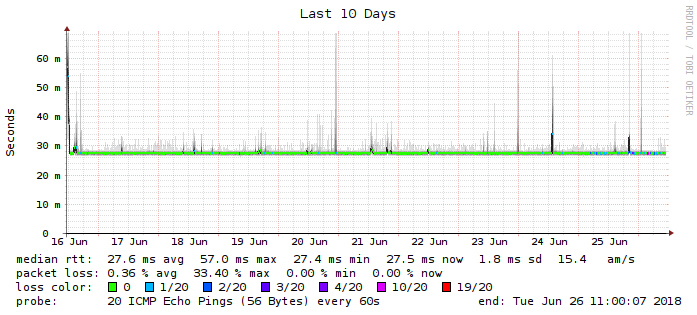 Last 10 Days
RRDTOOL / TOBI OETIKER
Seconds
60 m
50 m
40 m
30 m
20 m
10 m
0
16 Jun 17 Jun 18 Jun 19 Jun 20 Jun 21 Jun 22 Jun 23 Jun 24 Jun 25 Jun
median rtt: 27.6 ms avg 57.0 ms max 27.4 ms min 27.5 ms now 1.8 ms sd 15.4 am/s
packet loss: 0.36 % avg 33.40 % max 0.00 % min 0.00 % now
loss color: 0 1/20 2/20 3/20 4/20 10/20 19/20
probe: 20 ICMP Echo Pings (56 Bytes) every 60s end: Tue Jun 26 11:00:07 2018